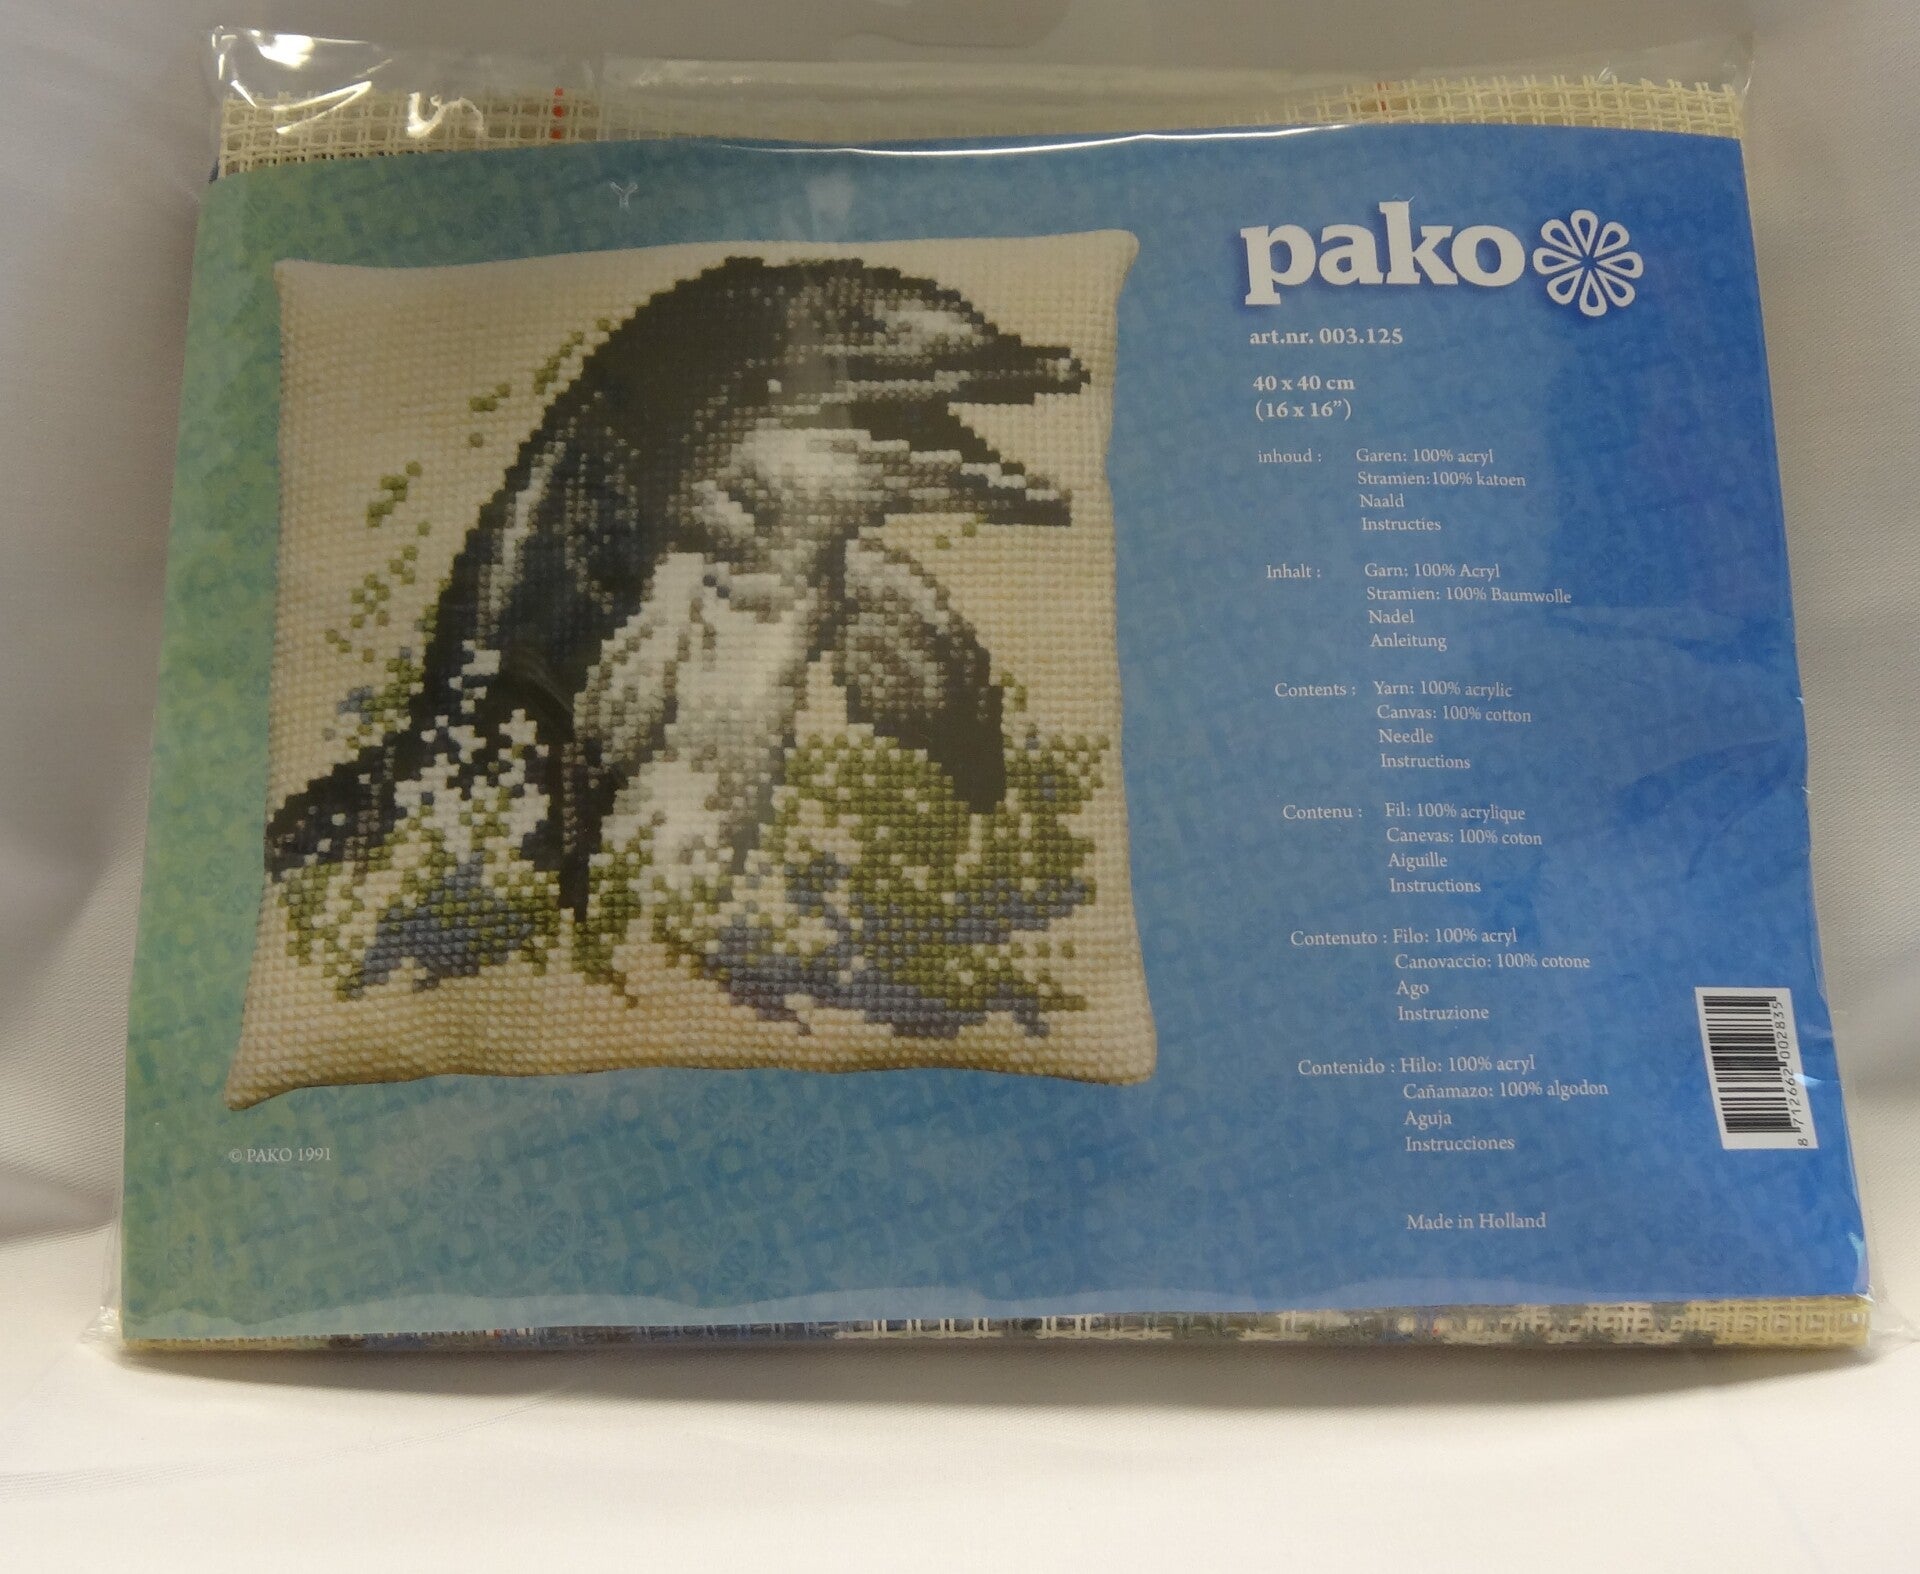 pako
art.nr. 003.125
40 x 40 cm
(16 x 16”)
inhoud : Garen: 100% acryl
Stramien:100% katoen
Naald
Instructies
Inhalt : Garn: 100% Acryl
Stramien: 100% Baumwolle
Nadel
Anleitung
Contents : Yarn: 100% acrylic
Canvas: 100% cotton
Needle
Instructions
Contenu : Fil: 100% acrylique
Canevas: 100% coton
Aiguille
Instructions
Contenuto : Filo: 100% acryl
Canovaccio: 100% cotone
Ago
Instruzione
Contenido : Hilo: 100% acryl
Cañamazo: 100% algodon
Aguja
Instrucciones
Made in Holland
8 712662 002835
© PAKO 1991